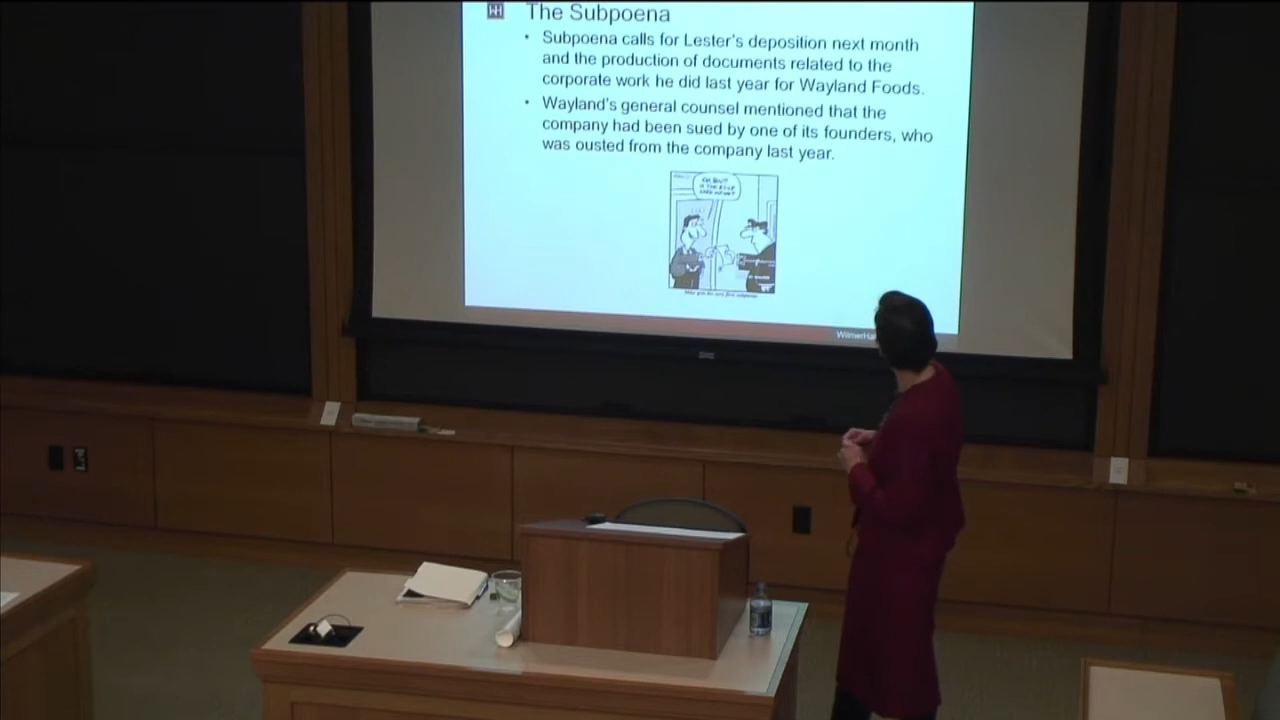 The Subpoena
• Subpoena calls for Lester's deposition next month
and the production of documents related to the
corporate work he did last year for Wayland Foods.
• Wayland's general counsel mentioned that the
company had been sued by one of its founders, who
was ousted from the company last year.